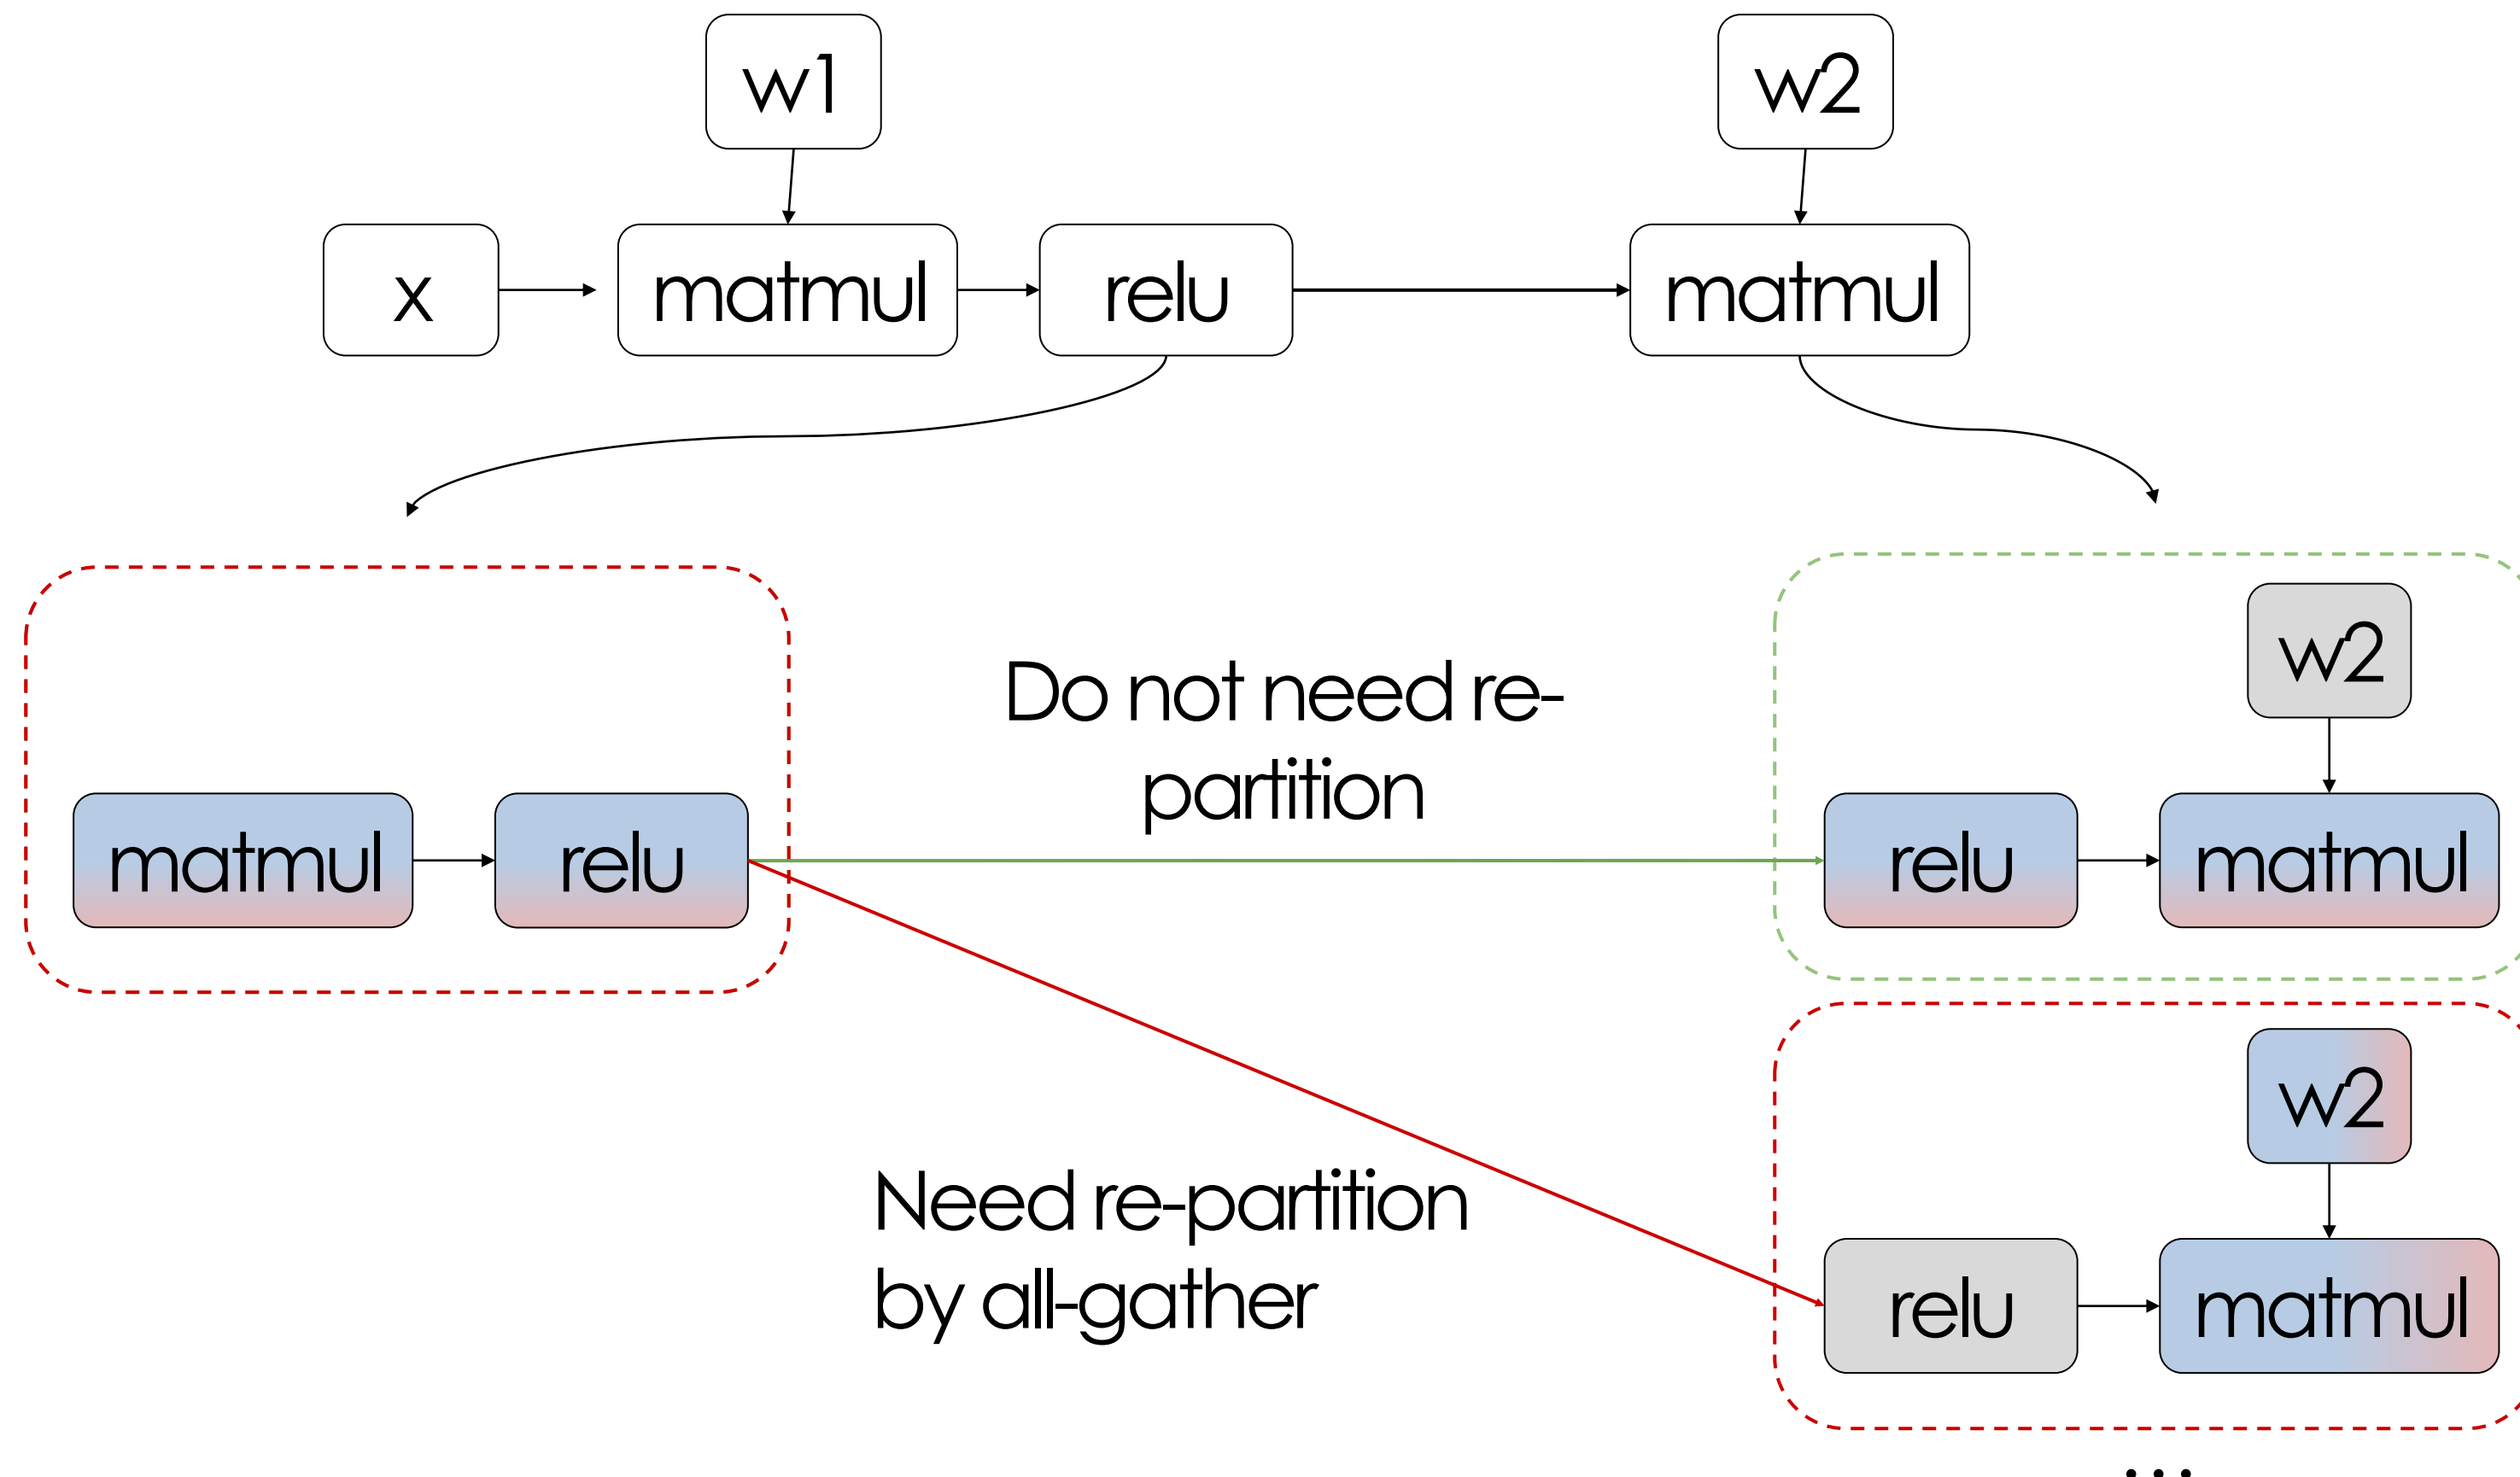 w1
w2
x
matmul
relu
matmul
w2
Do not need re-
partition
matmul
relu
relu
matmul
w2
Need re-partition
by all-gather
relu
matmul
...